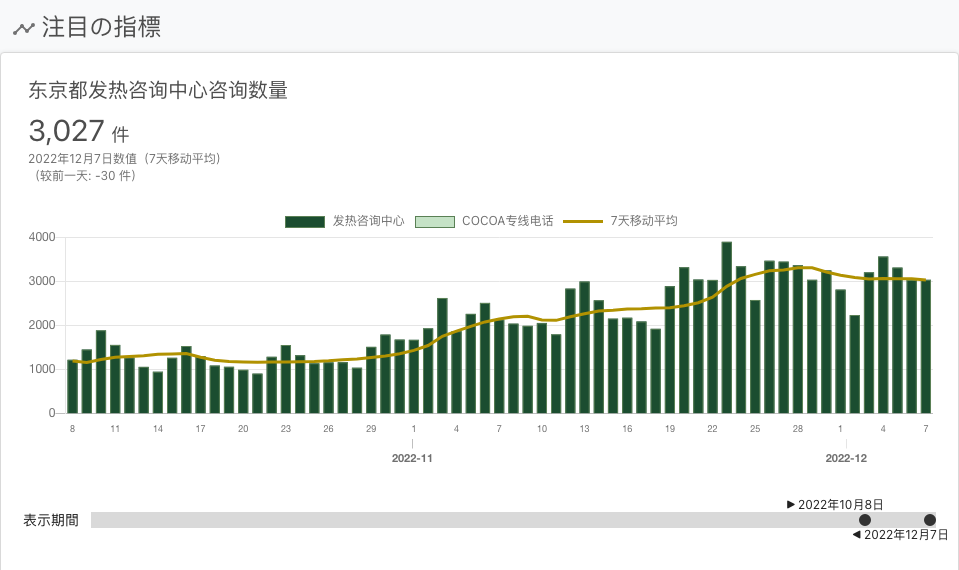 注目の指標
东京都发热咨询中心咨询数量
3,027 件
2022年12月7日数值（7天移动平均）
（较前一天: -30 件）
发热咨询中心 COCOA专线电话 7天移动平均
4000
3000
2000
1000
0
8 11 14 17 20 23 26 29 1 4 7 10 13 16 19 22 25 28 1 4 7
2022-11 2022-12
▶ 2022年10月8日
表示期間
◀ 2022年12月7日